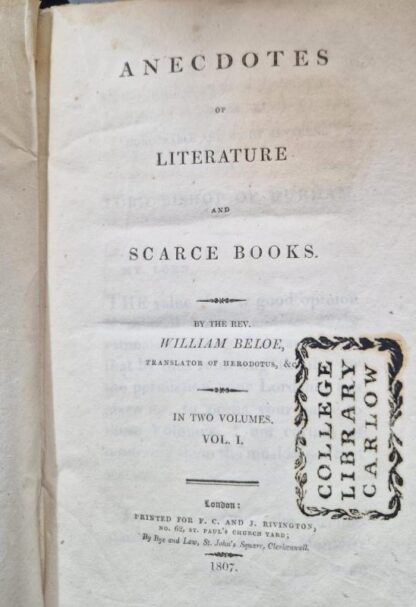 ANECDOTES
OF
LITERATURE
AND
SCARCE BOOKS.
BY THE REV.
WILLIAM BELOE,
TRANSLATOR OF HERODOTUS, &c
IN TWO VOLUMES.
VOL. I.
London:
PRINTED FOR F. C. AND J. RIVINGTON,
NO. 62, ST. PAUL'S CHURCH YARD;
By Bye and Law, St. John's Square, Clerkenwell.
1807.
COLLEGE
LIBRARY
CARLOW